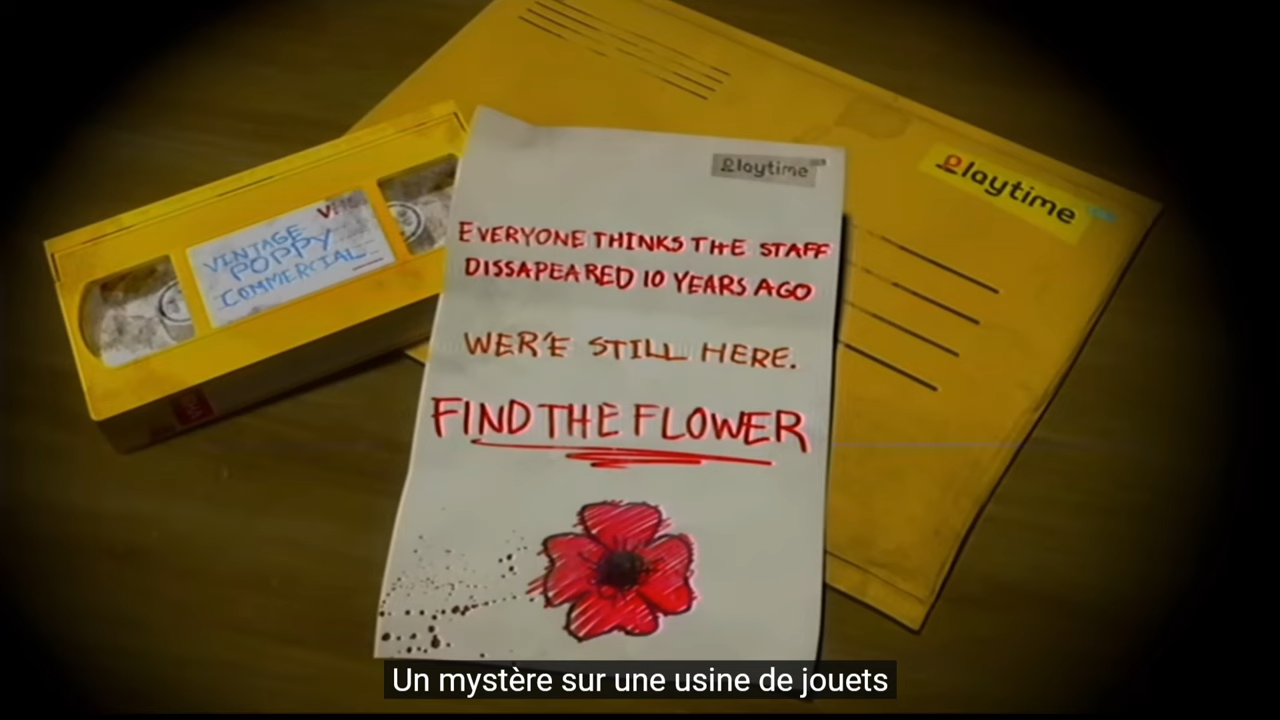 Playtime
Playtime
VHS
VINTAGE
POPPY
COMMERCIAL
EVERYONE THINKS THE STAFF
DISSAPEARED 10 YEARS AGO
WER'E STILL HERE.
FIND THE FLOWER
Un mystère sur une usine de jouets